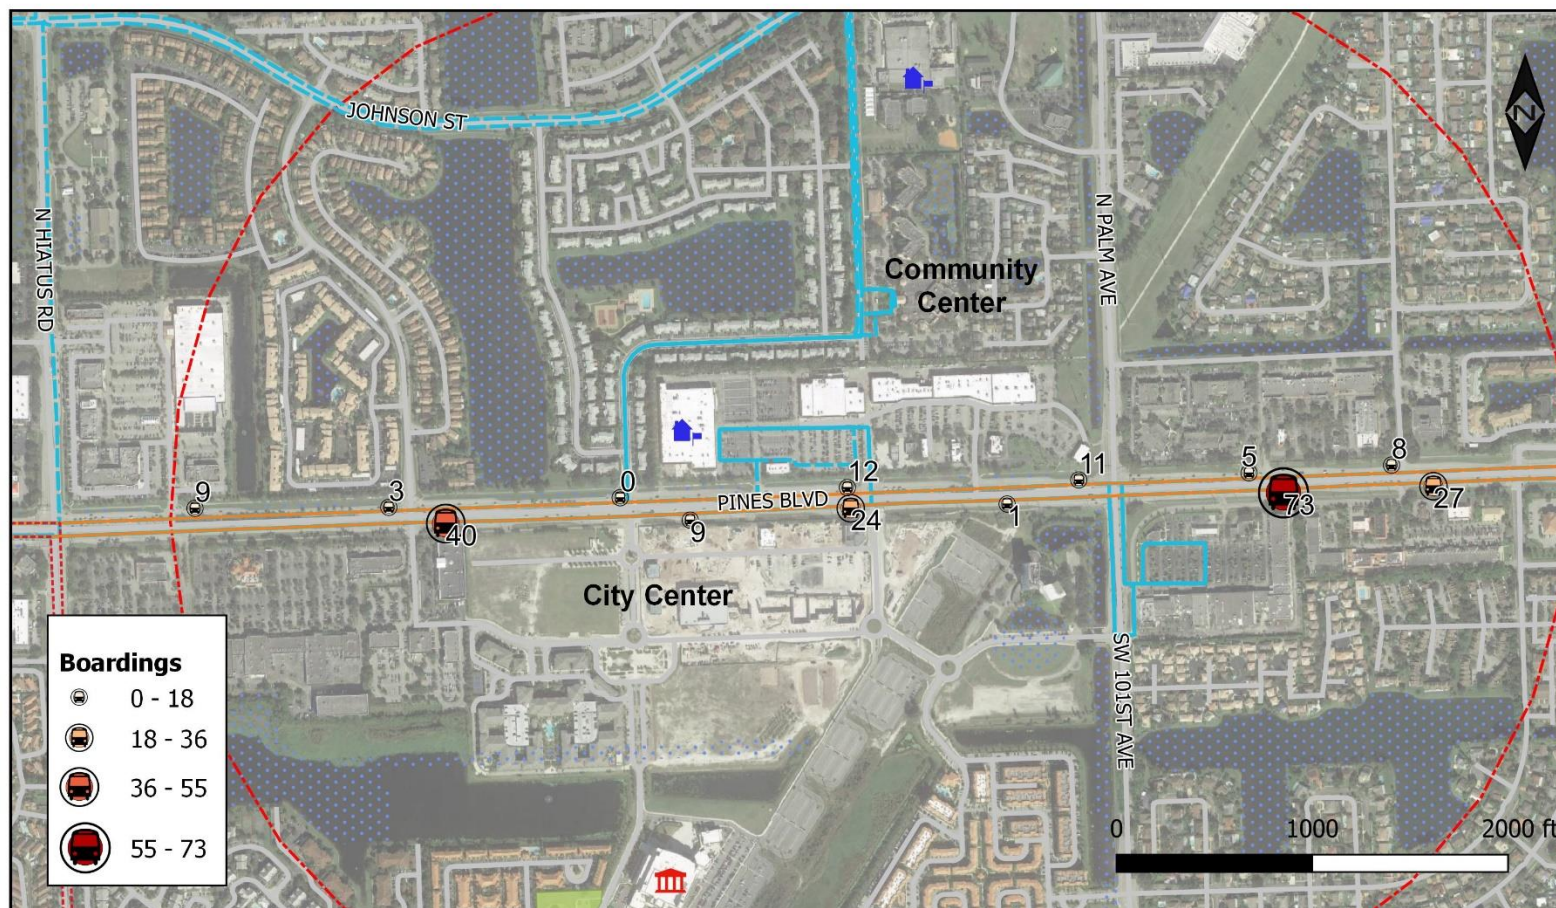 JOHNSON ST
N HIATUS RD
N PALM AVE
Community
Center
0
12
11
5
8
9
3
PINES BLVD
40
9
24
1
73
27
City Center
SW 101ST AVE
N
Boardings
0 - 18
18 - 36
36 - 55
55 - 73
0
1000
2000 ft